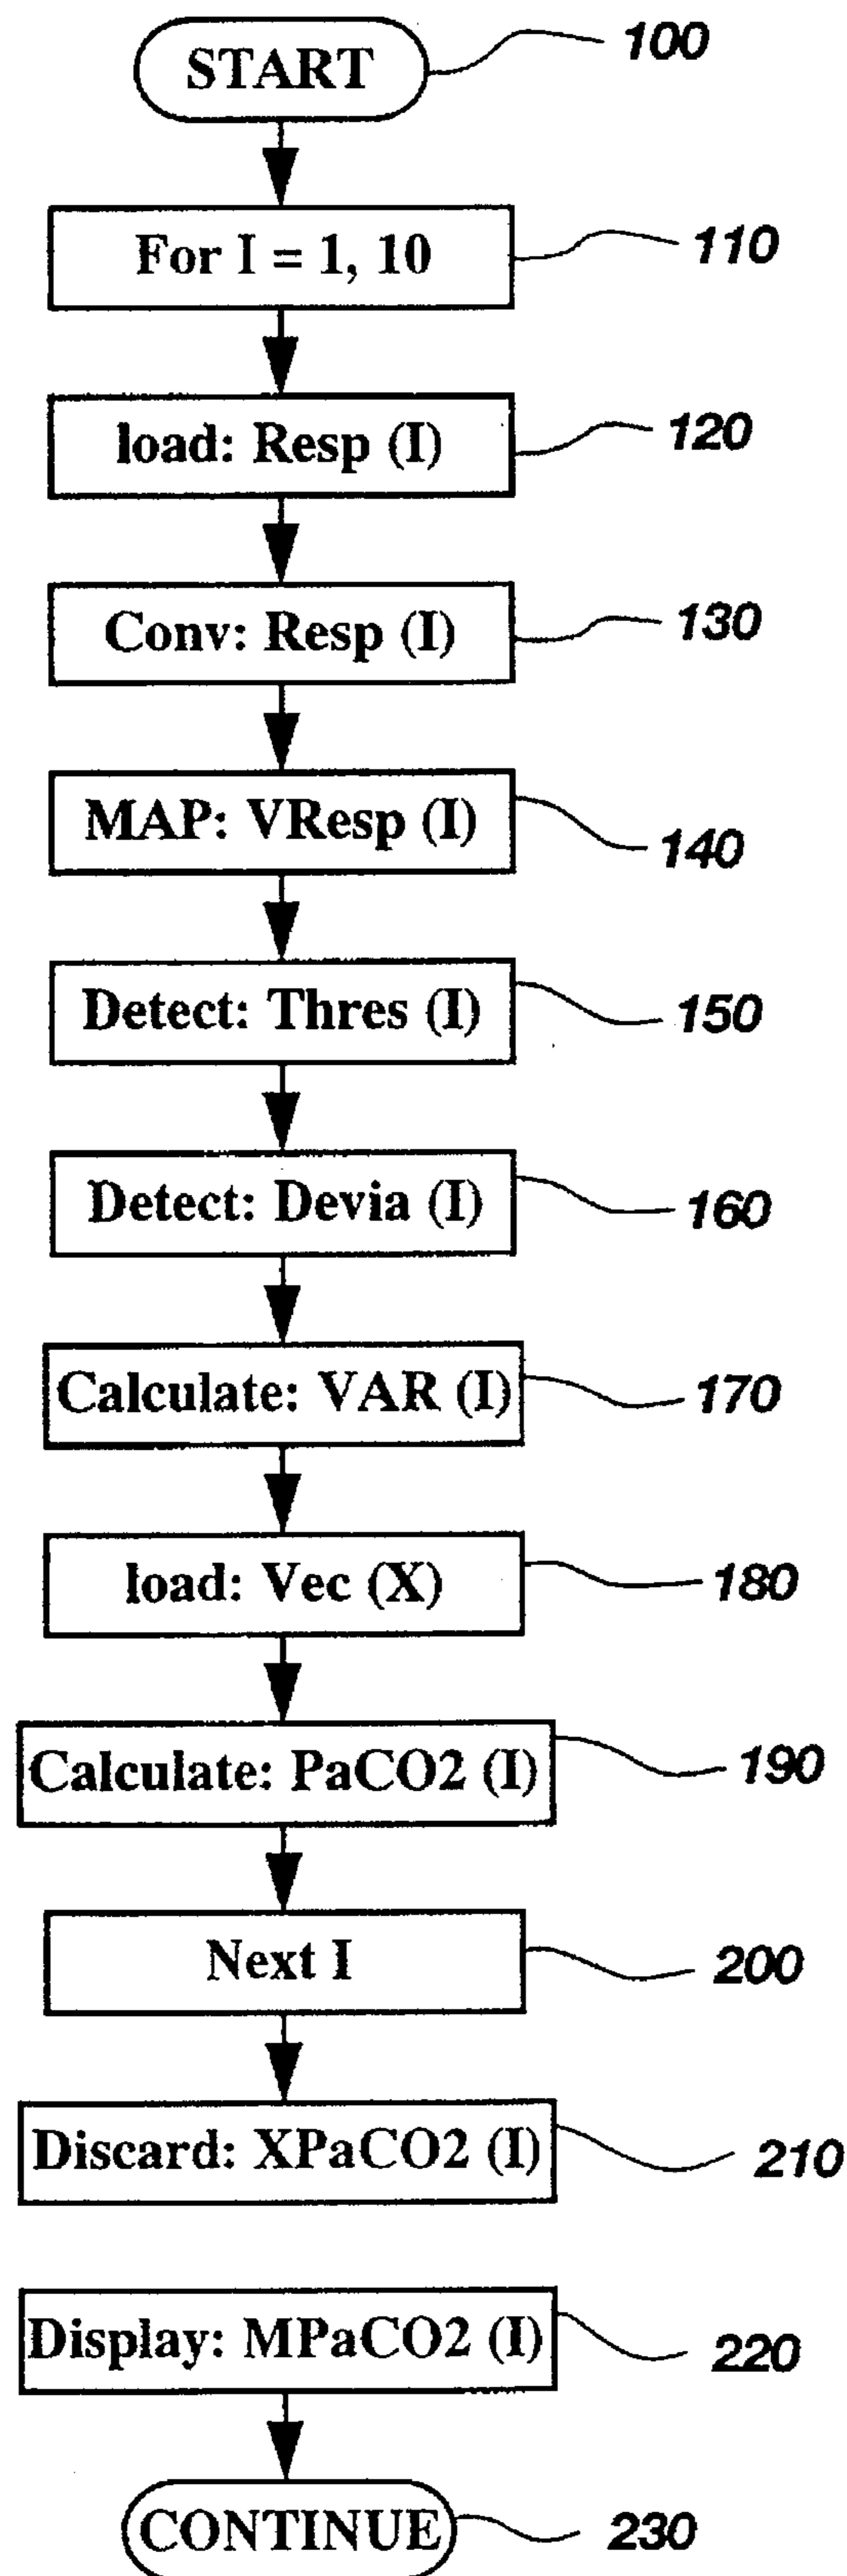 START 100
For I = 1, 10 110
load: Resp (I) 120
Conv: Resp (I) 130
MAP: VResp (I) 140
Detect: Thres (I) 150
Detect: Devia (I) 160
Calculate: VAR (I) 170
load: Vec (X) 180
Calculate: PaCO2 (I) 190
Next I 200
Discard: XPaCO2 (I) 210
Display: MPaCO2 (I) 220
CONTINUE 230